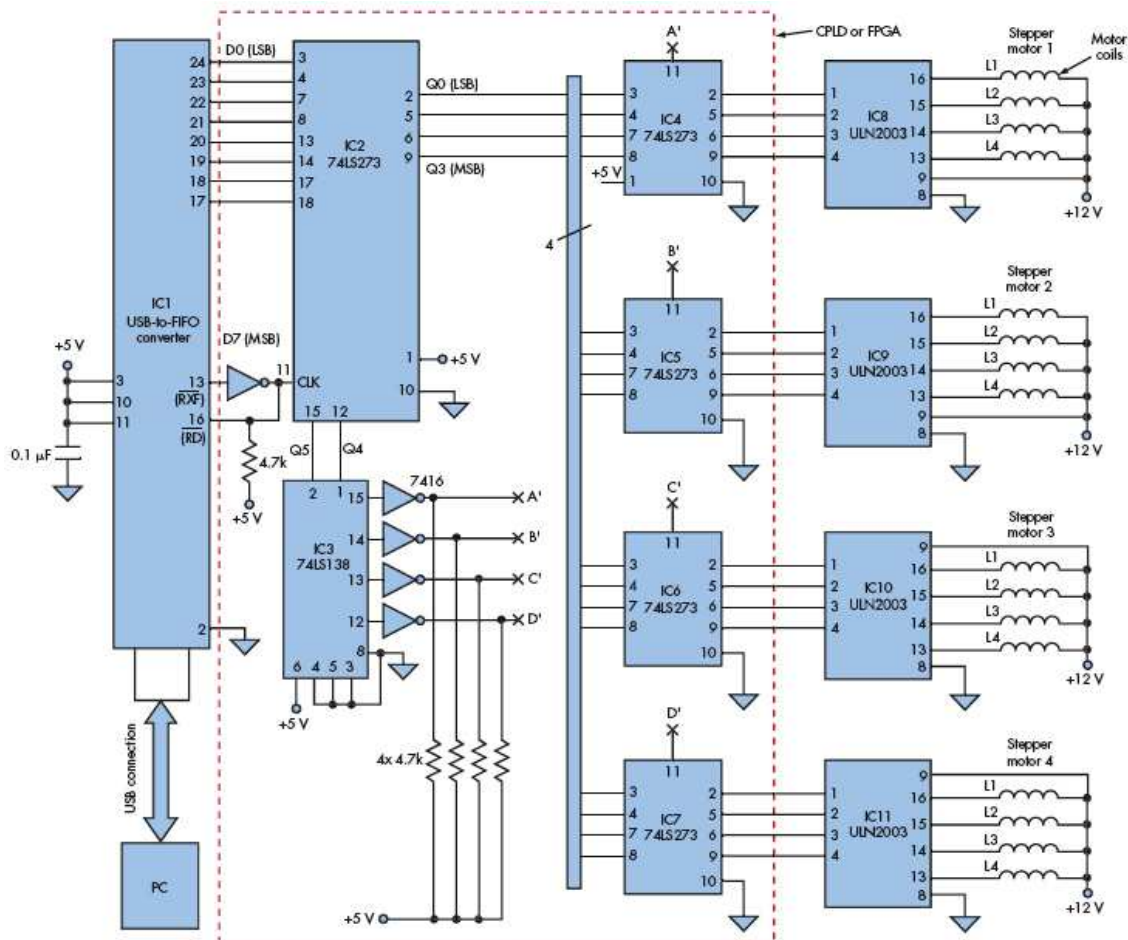 CPLD or FPGA
Stepper
motor 1
Motor
coils
D0 (LSB)
24
23
22
21
20
19
18
17
3
4
7
8
13
14
17
18
IC2
74LS273
2
5
6
9
Q0 (LSB)
Q3 (MSB)
A'
11
3
4
7
8
1
+5 V
IC4
74LS273
2
5
6
9
10
1
2
3
4
IC8
ULN2003
16
15
14
13
9
8
L1
L2
L3
L4
+12 V
4
IC1
USB-to-FIFO
converter
+5 V
3
10
11
0.1 µF
D7 (MSB)
13
(RXF)
16
(RD)
11
CLK
4.7k
+5 V
1
+5 V
10
15
12
Q5
Q4
2
B'
11
3
4
7
8
IC5
74LS273
2
5
6
9
10
1
2
3
4
IC9
ULN2003
16
15
14
13
9
8
Stepper
motor 2
L1
L2
L3
L4
+12 V
2
1
IC3
74LS138
15
14
13
12
8
6
4
5
3
+5 V
7416
A'
B'
C'
D'
4x 4.7k
+5 V
C'
11
3
4
7
8
IC6
74LS273
2
5
6
9
10
1
2
3
4
IC10
ULN2003
9
16
15
14
13
8
Stepper
motor 3
L1
L2
L3
L4
+12 V
USB connection
PC
D'
11
3
4
7
8
IC7
74LS273
2
5
6
9
10
1
2
3
4
IC11
ULN2003
9
16
15
14
13
8
Stepper
motor 4
L1
L2
L3
L4
+12 V